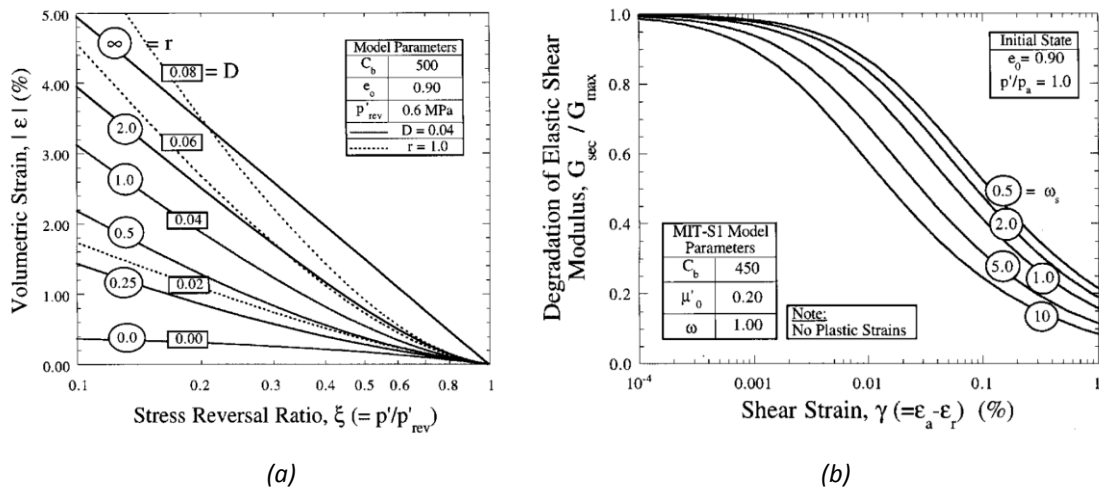 5.00
4.00
3.00
2.00
1.00
0.00
Volumetric Strain, | ε | (%)
∞ = r
0.08 = D
2.0
0.06
1.0
0.04
0.5
0.25
0.02
0.0
0.00
Model Parameters
C_b 500
e_o 0.90
p'_rev 0.6 MPa
D = 0.04
r = 1.0
0.1 0.2 0.3 0.4 0.5 0.6 0.8 1
Stress Reversal Ratio, ξ (= p'/p'_rev)
(a)
1.0
0.8
0.6
0.4
0.2
0.0
Degradation of Elastic Shear
Modulus, G_sec / G_max
Initial State
e_0= 0.90
p'/p_a = 1.0
0.5 = ω_s
2.0
1.0
5.0
10
MIT-S1 Model
Parameters
C_b 450
μ'_0 0.20
ω 1.00
Note:
No Plastic Strains
10⁻⁴ 0.001 0.01 0.1 1
Shear Strain, γ (=ε_a-ε_r) (%)
(b)